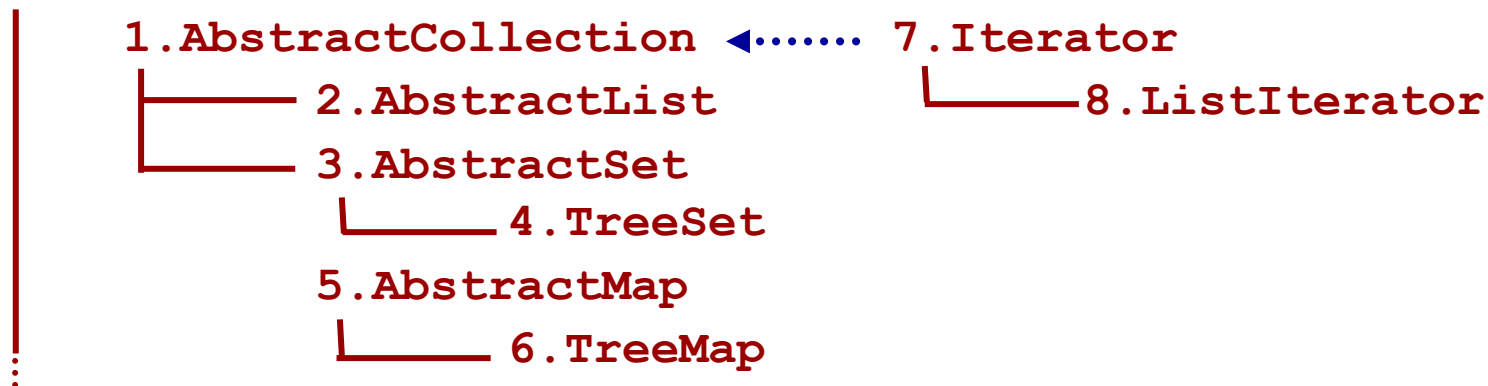 1.AbstractCollection 7.Iterator
2.AbstractList 8.ListIterator
3.AbstractSet
4.TreeSet
5.AbstractMap
6.TreeMap